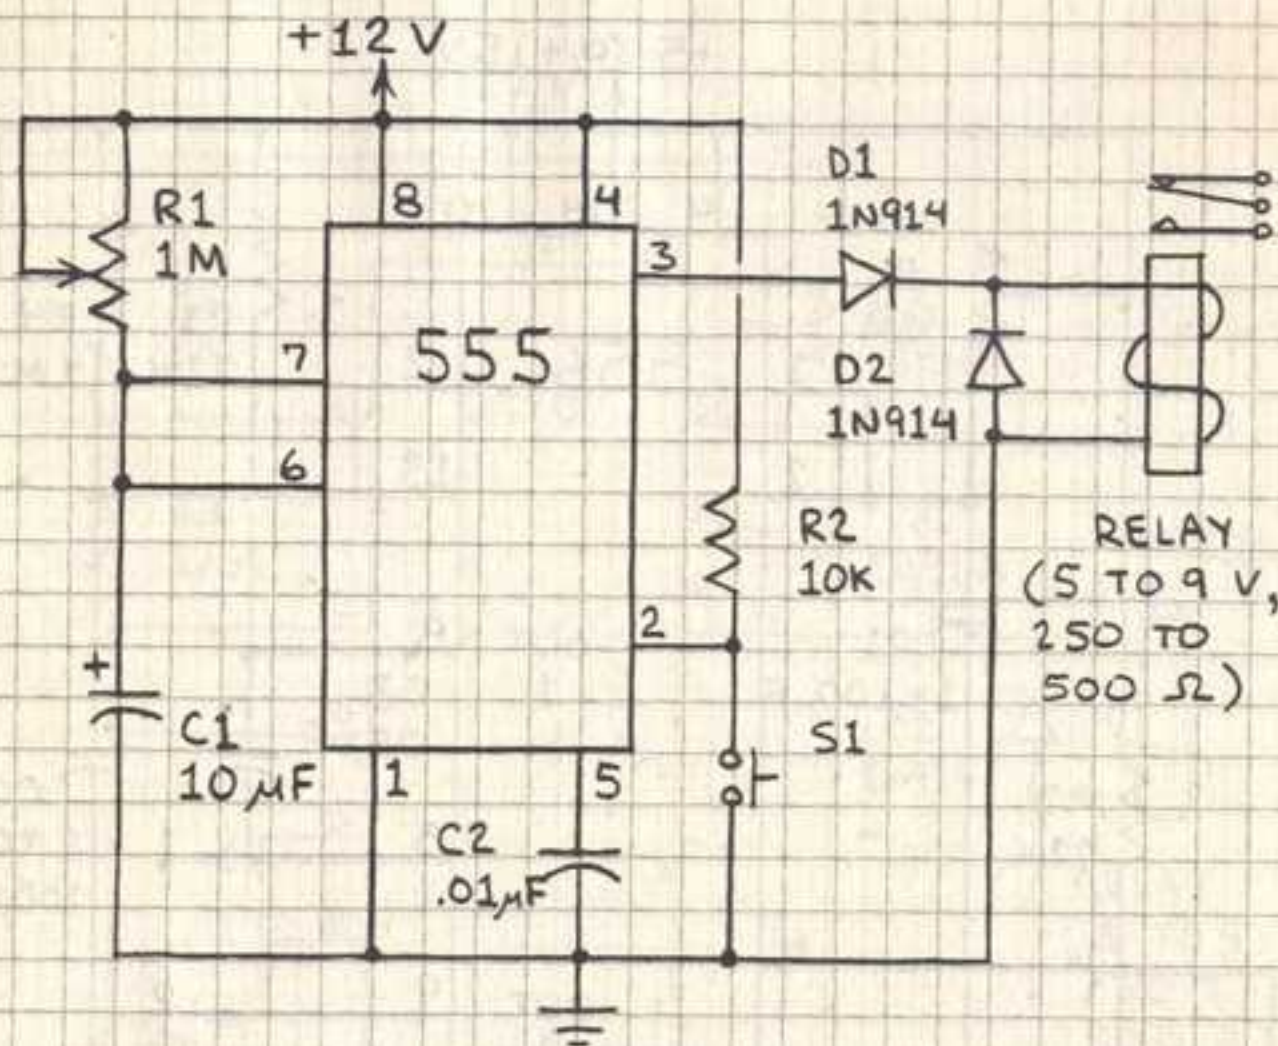 +12V
R1
1M
8
4
3
D1
1N914
7
555
D2
1N914
6
R2
10K
RELAY
(5 TO 9 V,
250 TO
500 Ω)
2
+
C1
10 µF
1
5
S1
C2
.01µF